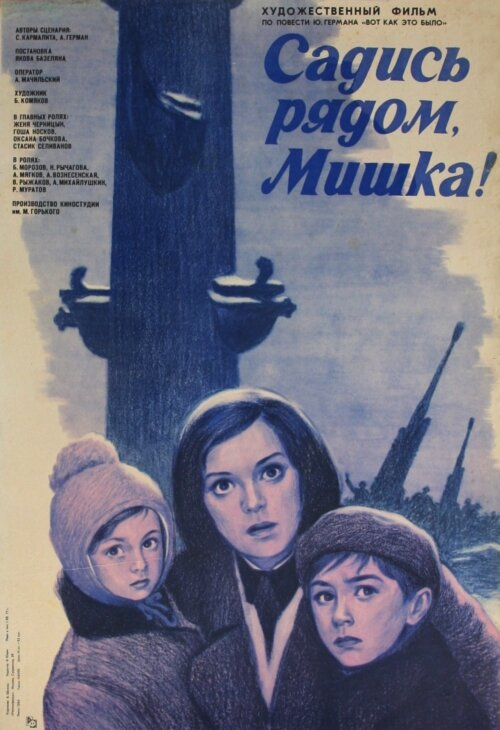 ХУДОЖЕСТВЕННЫЙ ФИЛЬМ
ПО ПОВЕСТИ Ю. ГЕРМАНА «ВОТ КАК ЭТО БЫЛО»
Садись
рядом,
Мишка!
АВТОРЫ СЦЕНАРИЯ:
С. КАРМАЛИТА, А. ГЕРМАН
ПОСТАНОВКА
ЯКОВА БАЗЕЛЯНА
ОПЕРАТОР
А. МАЧИЛЬСКИЙ
ХУДОЖНИК
Б. КОМЯКОВ
В ГЛАВНЫХ РОЛЯХ:
ЖЕНЯ ЧЕРНИЦЫН,
ГОША НОСКОВ,
ОКСАНА БОЧКОВА,
СТАСИК СЕЛИВАНОВ
В РОЛЯХ:
Б. МОРОЗОВ, Н. РЫЧАГОВА,
А. МЯГКОВ, А. ВОЗНЕСЕНСКАЯ,
В. РЫЖАКОВ, А. МИХАЙЛУШКИН,
Р. МУРАТОВ
ПРОИЗВОДСТВО КИНОСТУДИИ
ИМ. М. ГОРЬКОГО